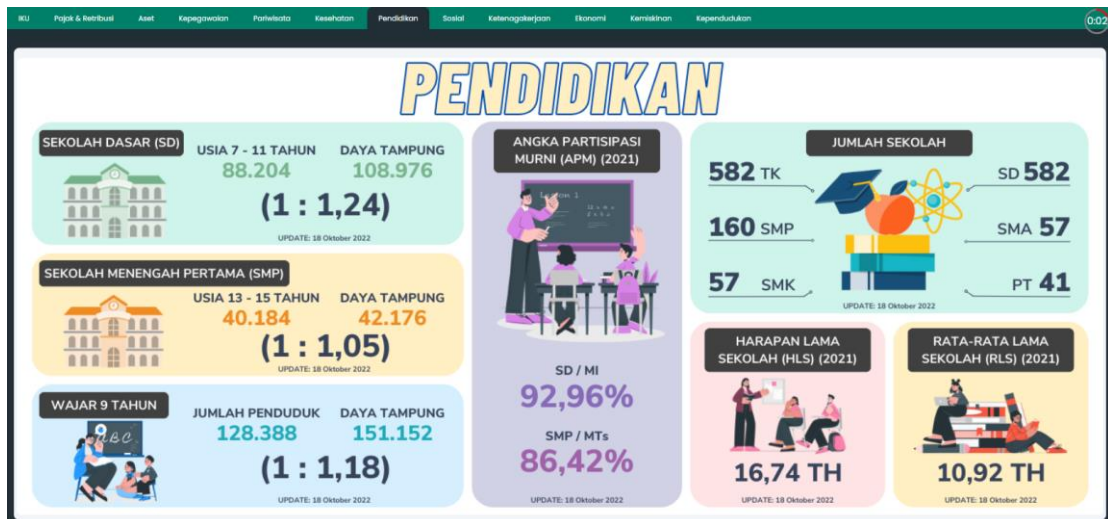 IKU Pajak & Retribusi Aset Kepegawaian Pariwisata Kesehatan Pendidikan Sosial Ketenagakerjaan Ekonomi Kemiskinan Kependudukan 0:02
PENDIDIKAN
SEKOLAH DASAR (SD)
USIA 7 - 11 TAHUN DAYA TAMPUNG
88.204 108.976
(1 : 1,24)
UPDATE: 18 Oktober 2022
SEKOLAH MENENGAH PERTAMA (SMP)
USIA 13 - 15 TAHUN DAYA TAMPUNG
40.184 42.176
(1 : 1,05)
UPDATE: 18 Oktober 2022
WAJAR 9 TAHUN
ABC
JUMLAH PENDUDUK DAYA TAMPUNG
128.388 151.152
(1 : 1,18)
UPDATE: 18 Oktober 2022
ANGKA PARTISIPASI
MURNI (APM) (2021)
Lesson 1
SD / MI
92,96%
SMP / MTs
86,42%
UPDATE: 18 Oktober 2022
JUMLAH SEKOLAH
582 TK SD 582
160 SMP SMA 57
57 SMK PT 41
UPDATE: 18 Oktober 2022
HARAPAN LAMA
SEKOLAH (HLS) (2021)
16,74 TH
UPDATE: 18 Oktober 2022
RATA-RATA LAMA
SEKOLAH (RLS) (2021)
10,92 TH
UPDATE: 18 Oktober 2022